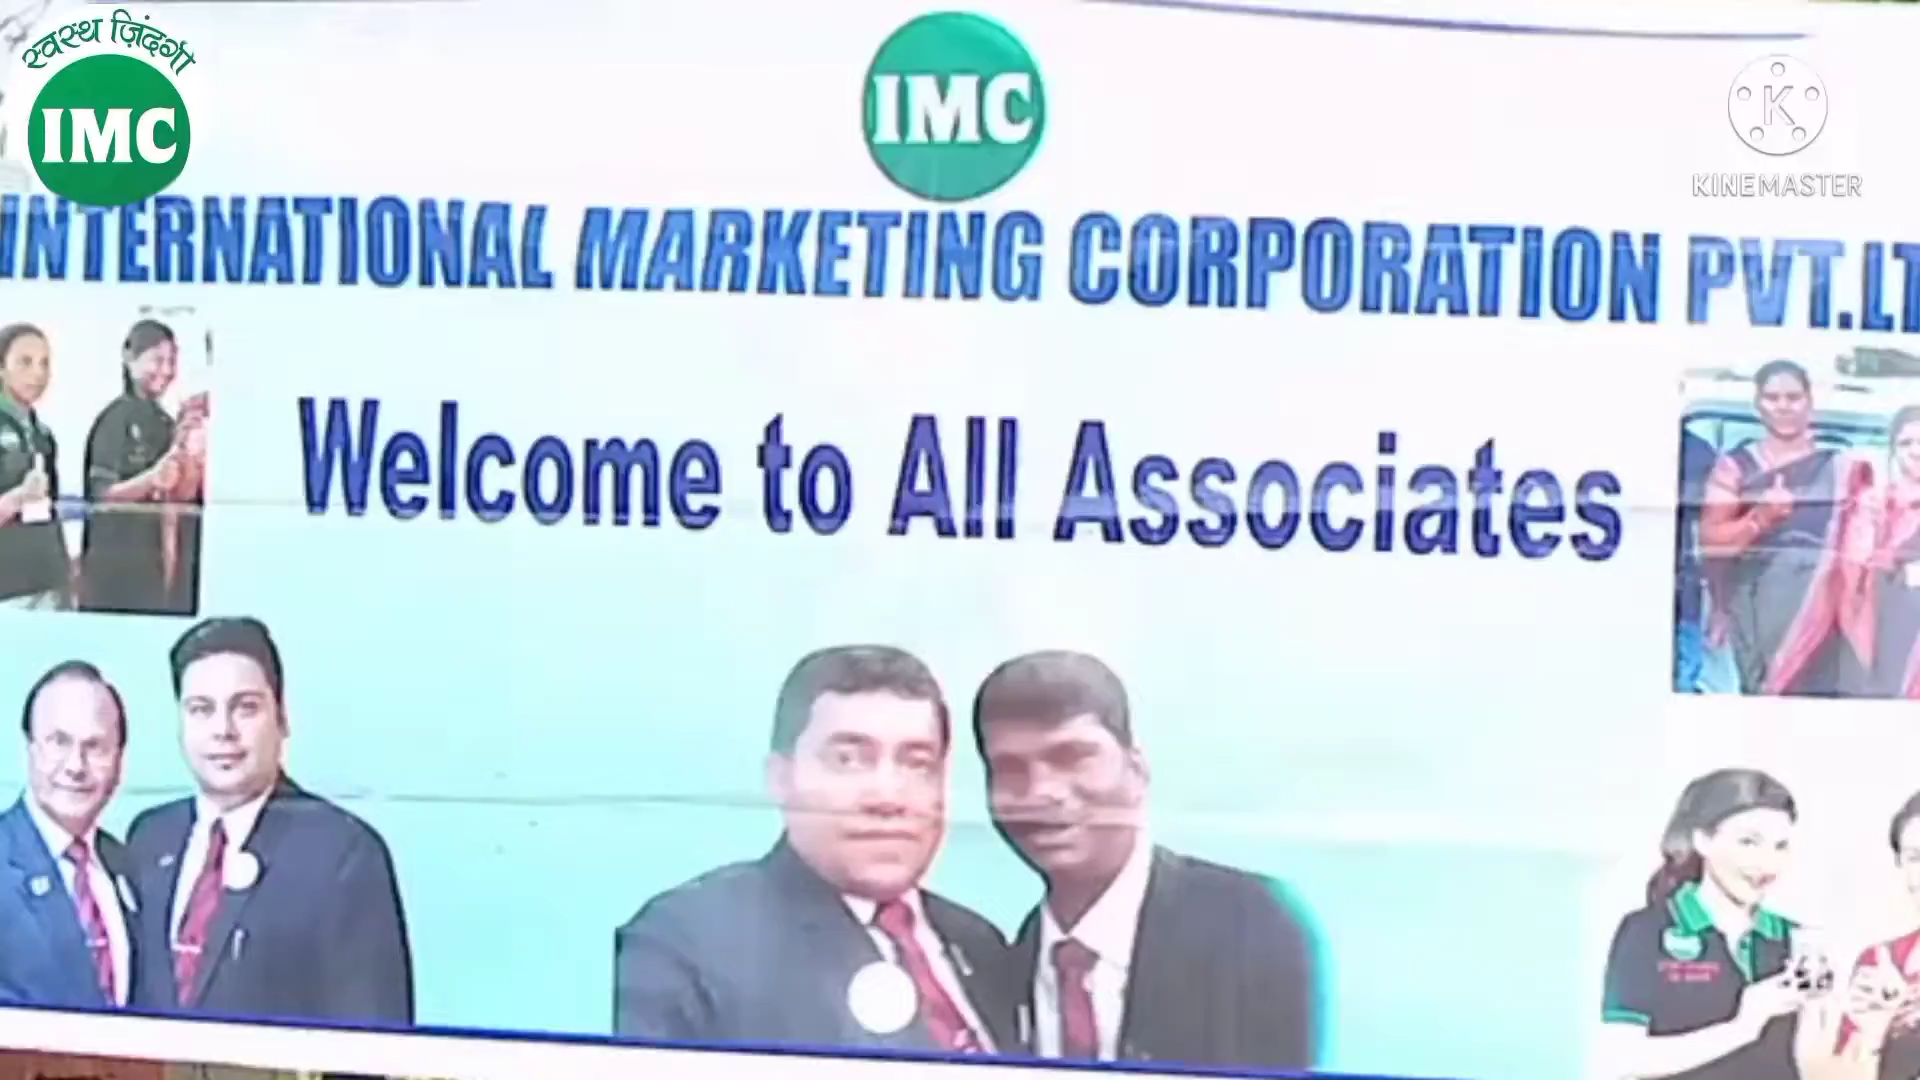 स्वस्थ ज़िंदगी
IMC
IMC
KINEMASTER
INTERNATIONAL MARKETING CORPORATION PVT.LT
Welcome to All Associates